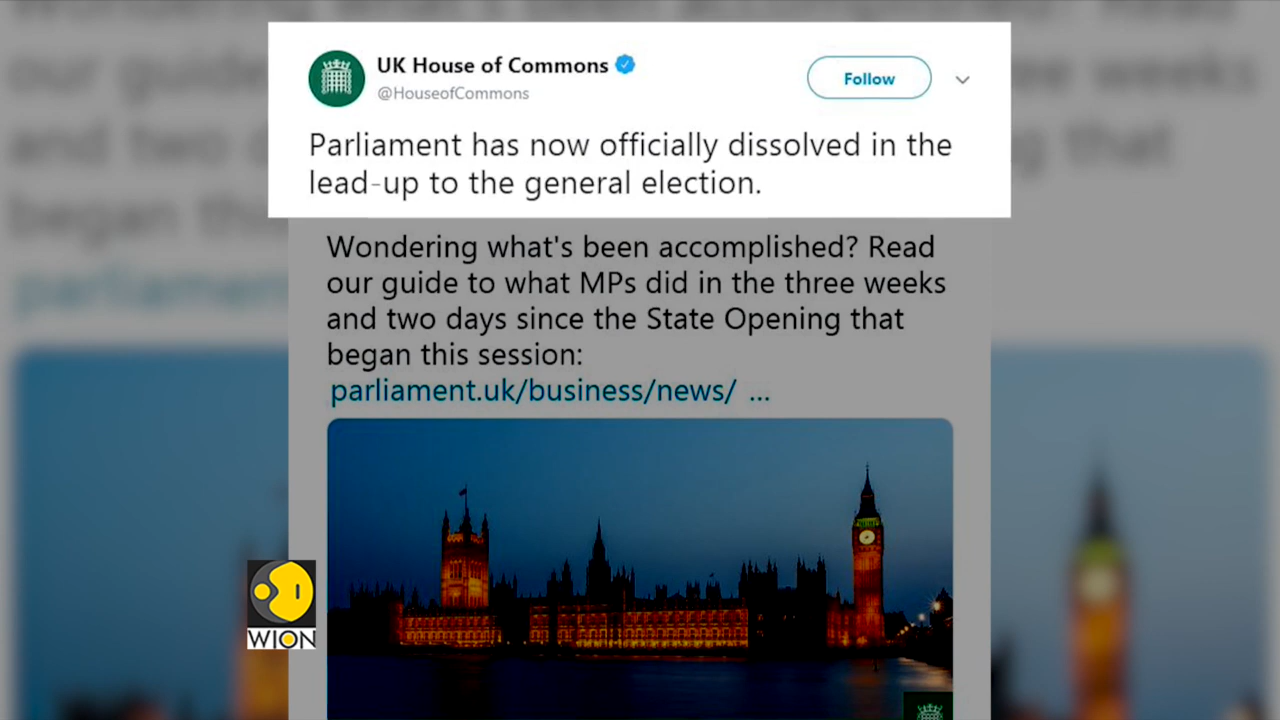 UK House of Commons
@HouseofCommons
Follow
Parliament has now officially dissolved in the
lead-up to the general election.
Wondering what's been accomplished? Read
our guide to what MPs did in the three weeks
and two days since the State Opening that
began this session:
parliament.uk/business/news/ ...
WION